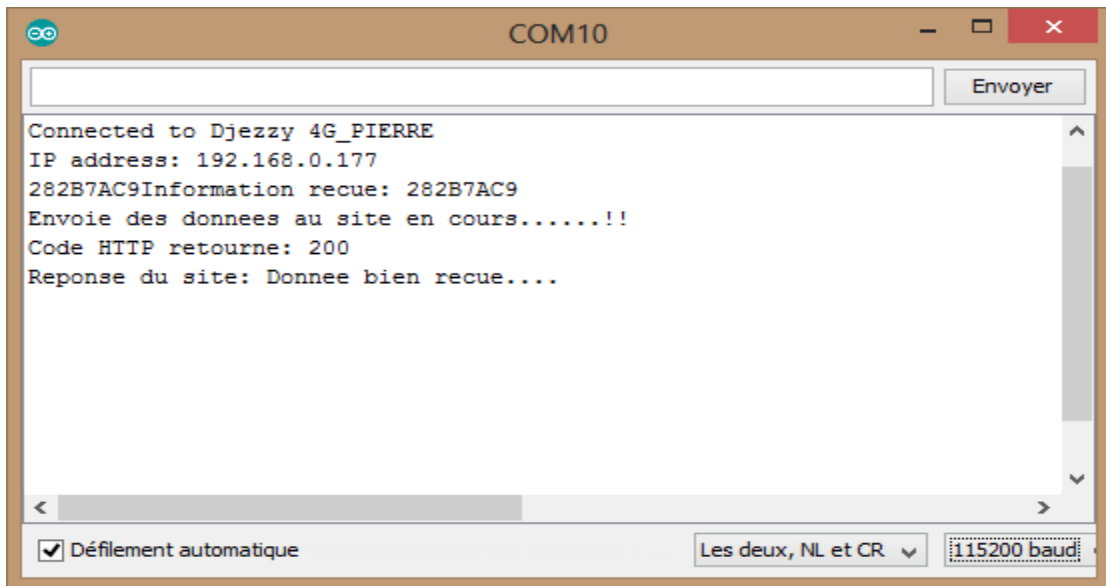 COM10
Envoyer
Connected to Djezzy 4G_PIERRE
IP address: 192.168.0.177
282B7AC9Information recue: 282B7AC9
Envoie des donnees au site en cours......!!
Code HTTP retourne: 200
Reponse du site: Donnee bien recue....
Défilement automatique
Les deux, NL et CR
115200 baud